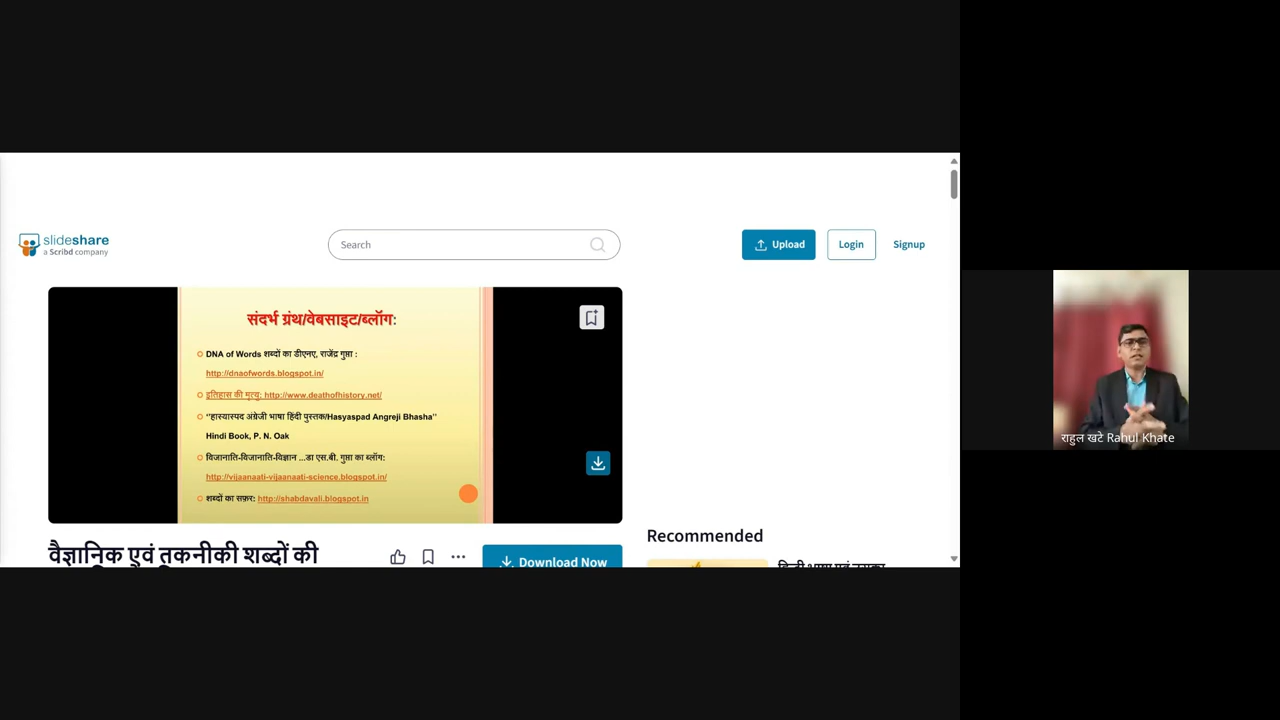 slideshare
a Scribd company
Search
Upload
Login
Signup
संदर्भ ग्रंथ/वेबसाइट/ब्लॉग:
DNA of Words शब्दों का डीएनए, राजेंद्र गुप्ता :
http://dnaofwords.blogspot.in/
इतिहास की मृत्यु: http://www.deathofhistory.net/
"हास्यास्पद अंग्रेजी भाषा हिंदी पुस्तक/Hasyaspad Angreji Bhasha"
Hindi Book, P. N. Oak
विजानाति-विजानाति-विज्ञान ...डा एस.बी. गुप्ता का ब्लॉग:
http://vijaanaati-vijaanaati-science.blogspot.in/
शब्दों का सफ़र: http://shabdavali.blogspot.in
वैज्ञानिक एवं तकनीकी शब्दों की
Download Now
Recommended
राहुल खटे Rahul Khate